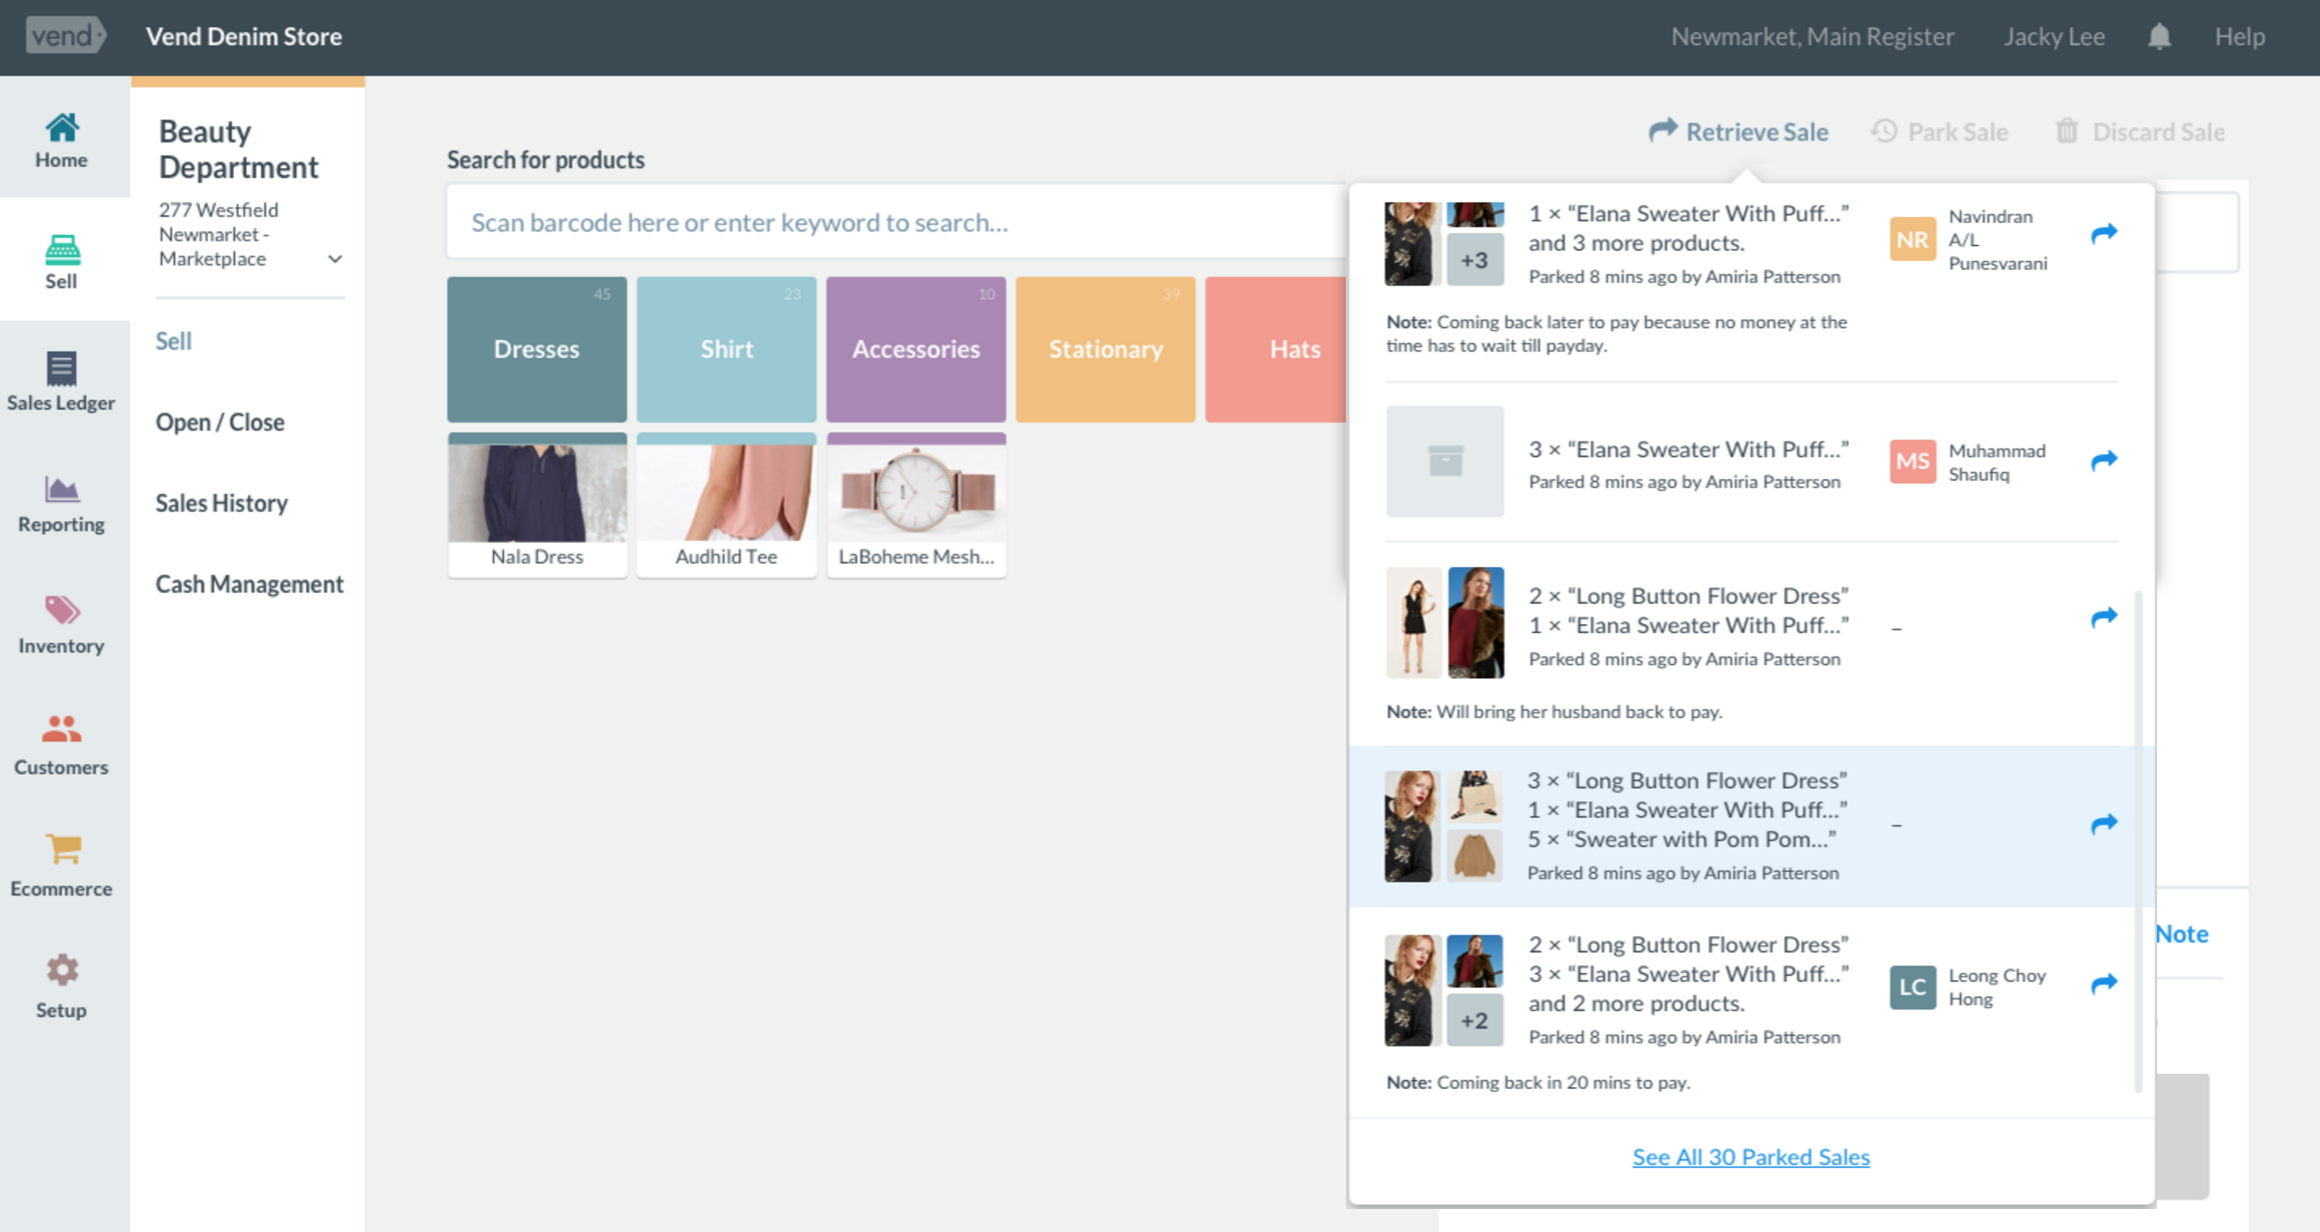 vend
Vend Denim Store
Newmarket, Main Register
Jacky Lee
Help
Home
Sell
Sales Ledger
Reporting
Inventory
Customers
Ecommerce
Setup
Beauty
Department
277 Westfield
Newmarket -
Marketplace
Sell
Open / Close
Sales History
Cash Management
Retrieve Sale
Park Sale
Discard Sale
Search for products
Scan barcode here or enter keyword to search...
45
Dresses
23
Shirt
10
Accessories
39
Stationary
Hats
Nala Dress
Audhild Tee
LaBoheme Mesh...
+3
1 × “Elana Sweater With Puff...”
and 3 more products.
Parked 8 mins ago by Amiria Patterson
NR
Navindran
A/L
Punesvarani
Note: Coming back later to pay because no money at the
time has to wait till payday.
3 × “Elana Sweater With Puff...”
Parked 8 mins ago by Amiria Patterson
MS
Muhammad
Shaufiq
2 × “Long Button Flower Dress”
1 × “Elana Sweater With Puff...”
Parked 8 mins ago by Amiria Patterson
–
Note: Will bring her husband back to pay.
3 × “Long Button Flower Dress”
1 × “Elana Sweater With Puff...”
5 × “Sweater with Pom Pom...”
Parked 8 mins ago by Amiria Patterson
–
+2
2 × “Long Button Flower Dress”
3 × “Elana Sweater With Puff...”
and 2 more products.
Parked 8 mins ago by Amiria Patterson
LC
Leong Choy
Hong
Note: Coming back in 20 mins to pay.
See All 30 Parked Sales
Note